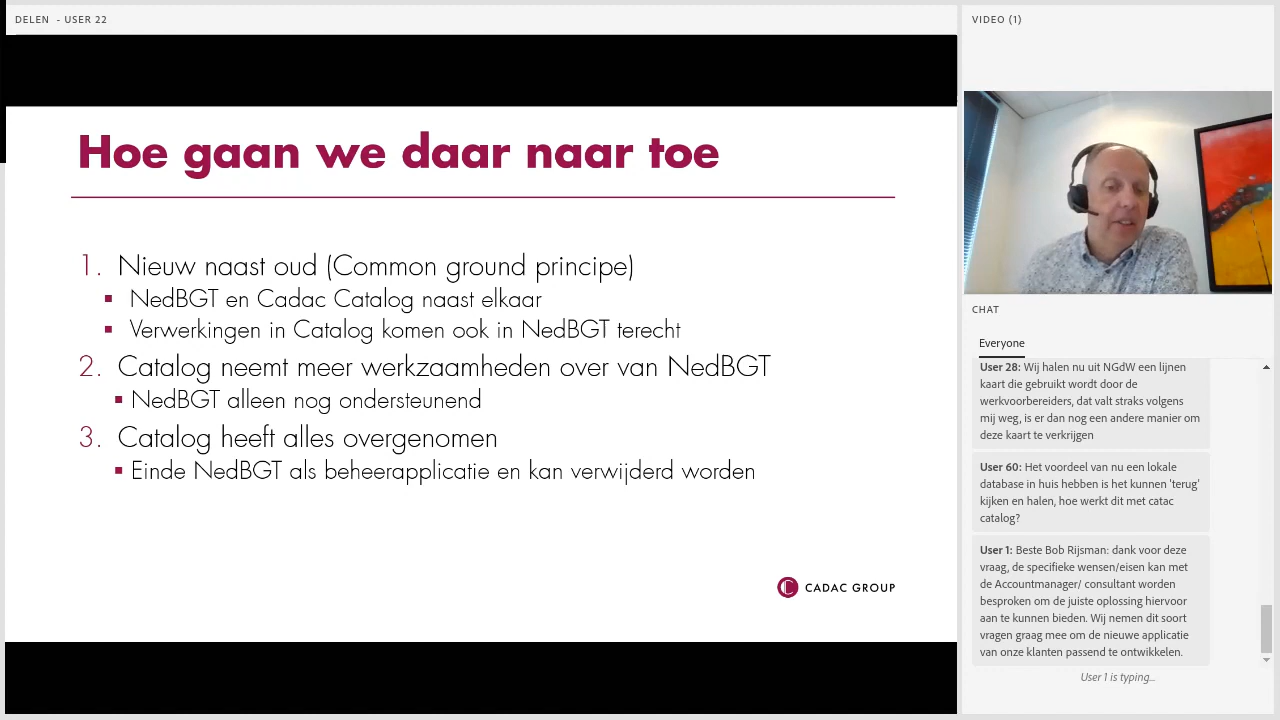 DELEN - USER 22
Hoe gaan we daar naar toe
1. Nieuw naast oud (Common ground principe)
▪ NedBGT en Cadac Catalog naast elkaar
▪ Verwerkingen in Catalog komen ook in NedBGT terecht
2. Catalog neemt meer werkzaamheden over van NedBGT
▪ NedBGT alleen nog ondersteunend
3. Catalog heeft alles overgenomen
▪ Einde NedBGT als beheerapplicatie en kan verwijderd worden
CADAC GROUP
VIDEO (1)
CHAT
Everyone
User 28: Wij halen nu uit NGdW een lijnen
kaart die gebruikt wordt door de
werkvoorbereiders, dat valt straks volgens
mij weg, is er dan nog een andere manier om
deze kaart te verkrijgen
User 60: Het voordeel van nu een lokale
database in huis hebben is het kunnen 'terug'
kijken en halen, hoe werkt dit met catac
catalog?
User 1: Beste Bob Rijsman: dank voor deze
vraag, de specifieke wensen/eisen kan met
de Accountmanager/ consultant worden
besproken om de juiste oplossing hiervoor
aan te kunnen bieden. Wij nemen dit soort
vragen graag mee om de nieuwe applicatie
van onze klanten passend te ontwikkelen.
User 1 is typing...